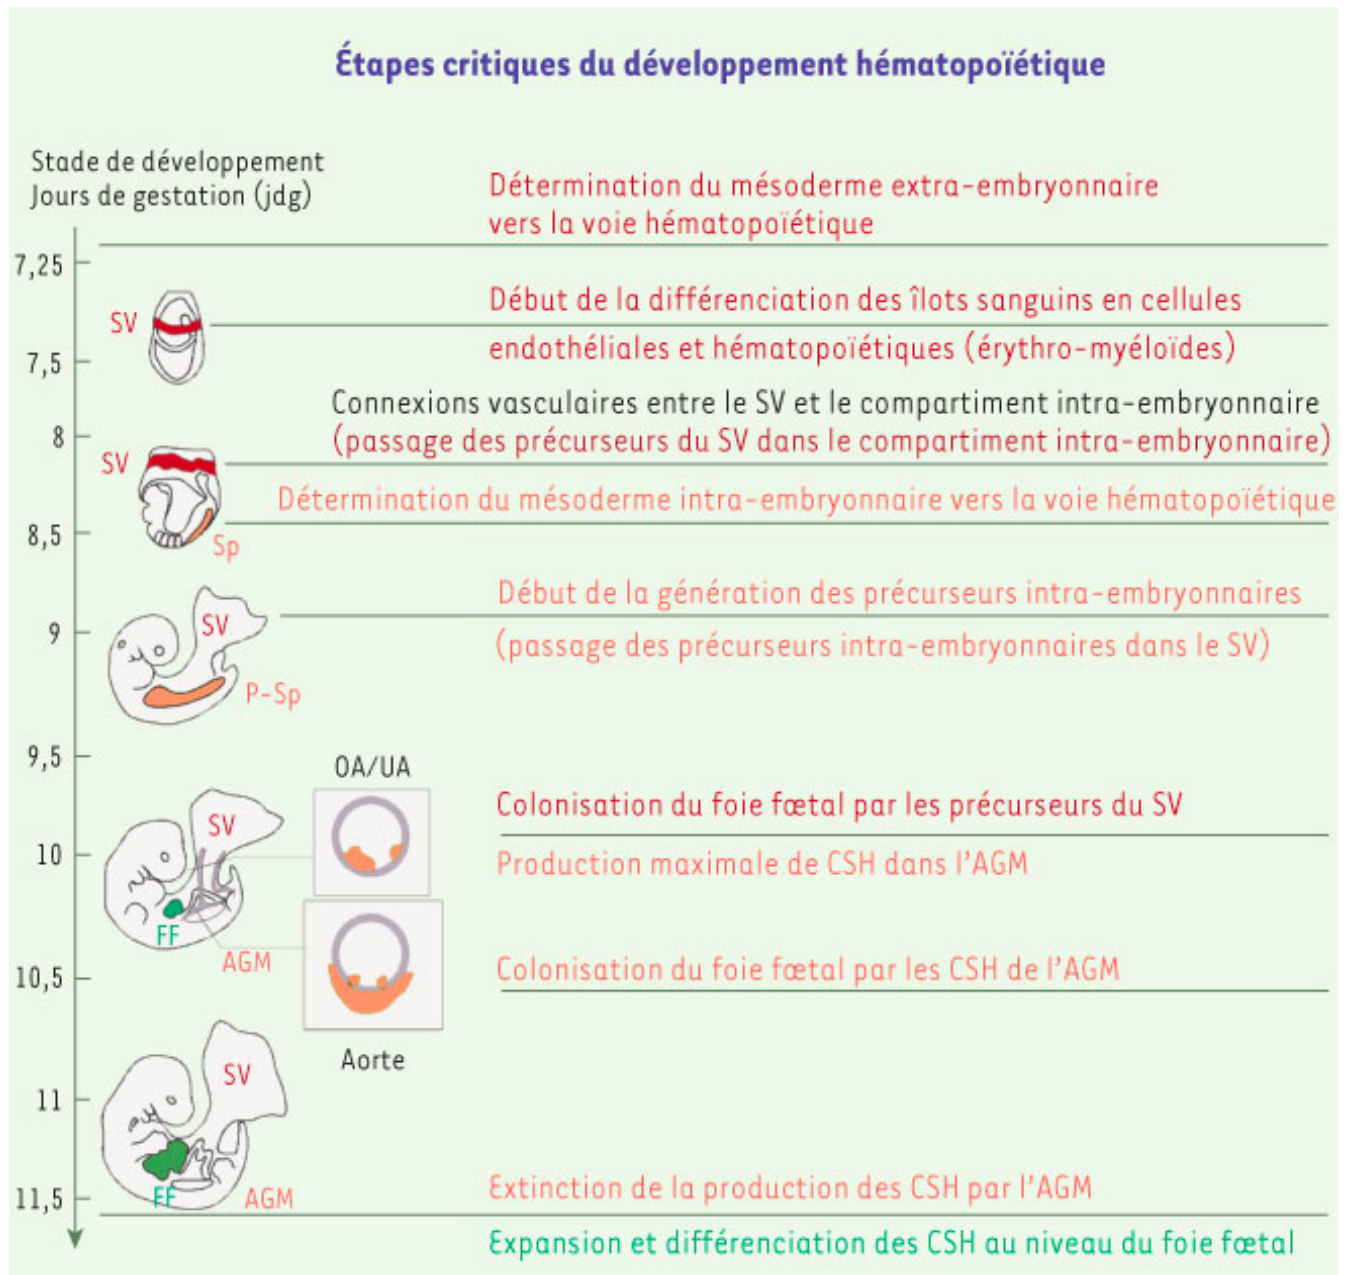 Étapes critiques du développement hématopoïétique
Stade de développement
Jours de gestation (jdg)
Détermination du mésoderme extra-embryonnaire
vers la voie hématopoïétique
7,25
SV
Début de la différenciation des îlots sanguins en cellules
endothéliales et hématopoïétiques (érythro-myéloïdes)
7,5
Connexions vasculaires entre le SV et le compartiment intra-embryonnaire
(passage des précurseurs du SV dans le compartiment intra-embryonnaire)
8
SV
Détermination du mésoderme intra-embryonnaire vers la voie hématopoïétique
8,5
Sp
Début de la génération des précurseurs intra-embryonnaires
(passage des précurseurs intra-embryonnaires dans le SV)
SV
9
P-Sp
9,5
OA/UA
Colonisation du foie fœtal par les précurseurs du SV
SV
10
Production maximale de CSH dans l'AGM
FF
AGM
Colonisation du foie fœtal par les CSH de l'AGM
10,5
Aorte
SV
11
11,5
FF
AGM
Extinction de la production des CSH par l'AGM
Expansion et différenciation des CSH au niveau du foie fœtal